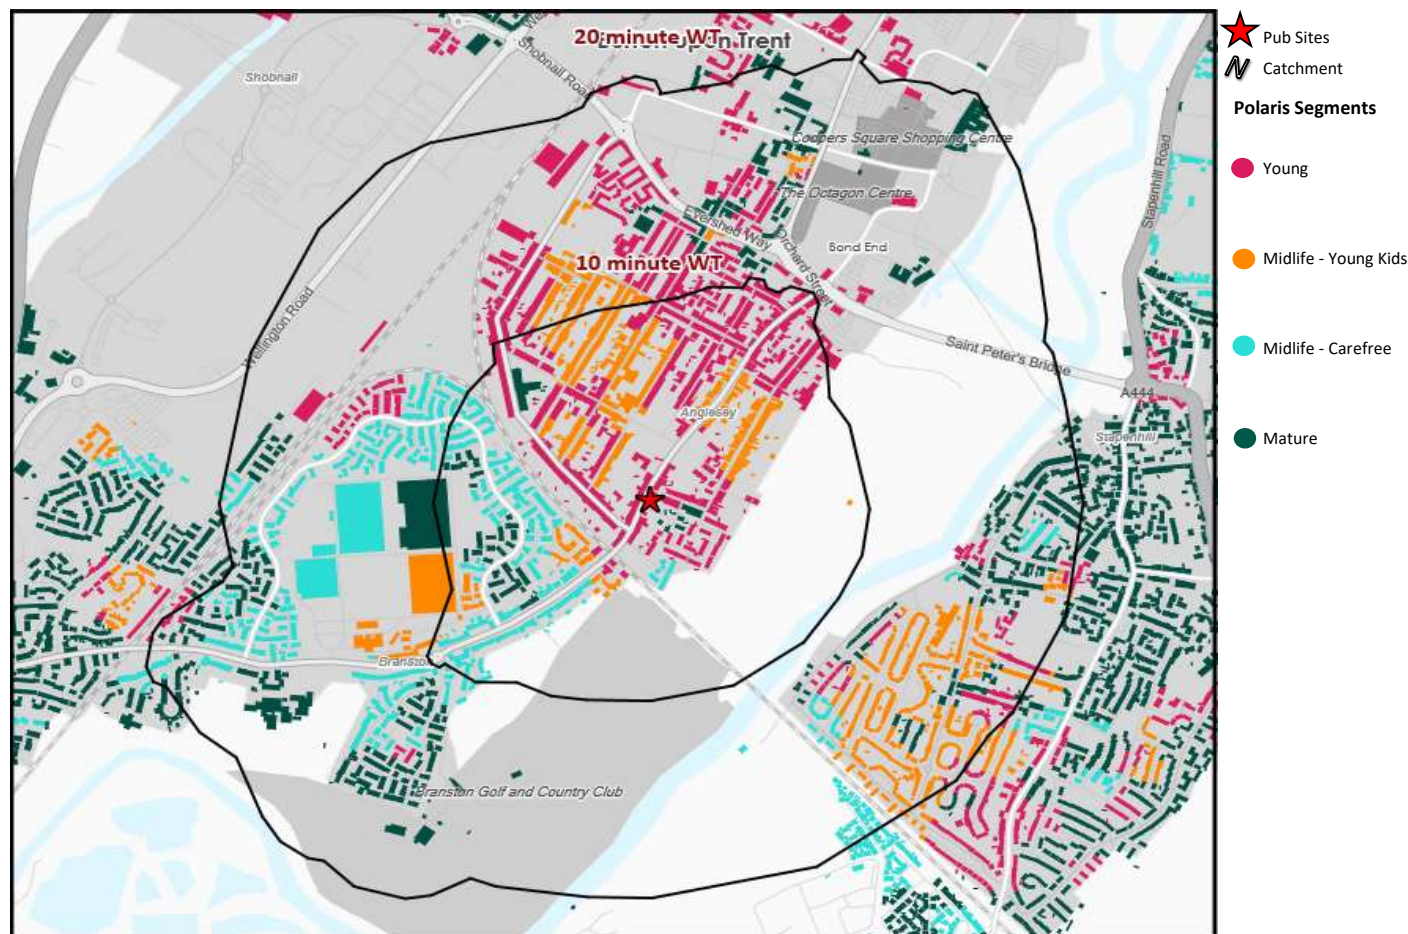 20 minute WT
Trent
Shobnall
Shobnall Road
Coopers Square Shopping Centre
The Octagon Centre
Evershed Way
Orchard Street
Bond End
10 minute WT
Wellington Road
Saint Peter's Bridge
Stapenhill Road
A444
Stapenhill
Anglesey
Branston
Branston Golf and Country Club
Pub Sites
Catchment
Polaris Segments
Young
Midlife - Young Kids
Midlife - Carefree
Mature